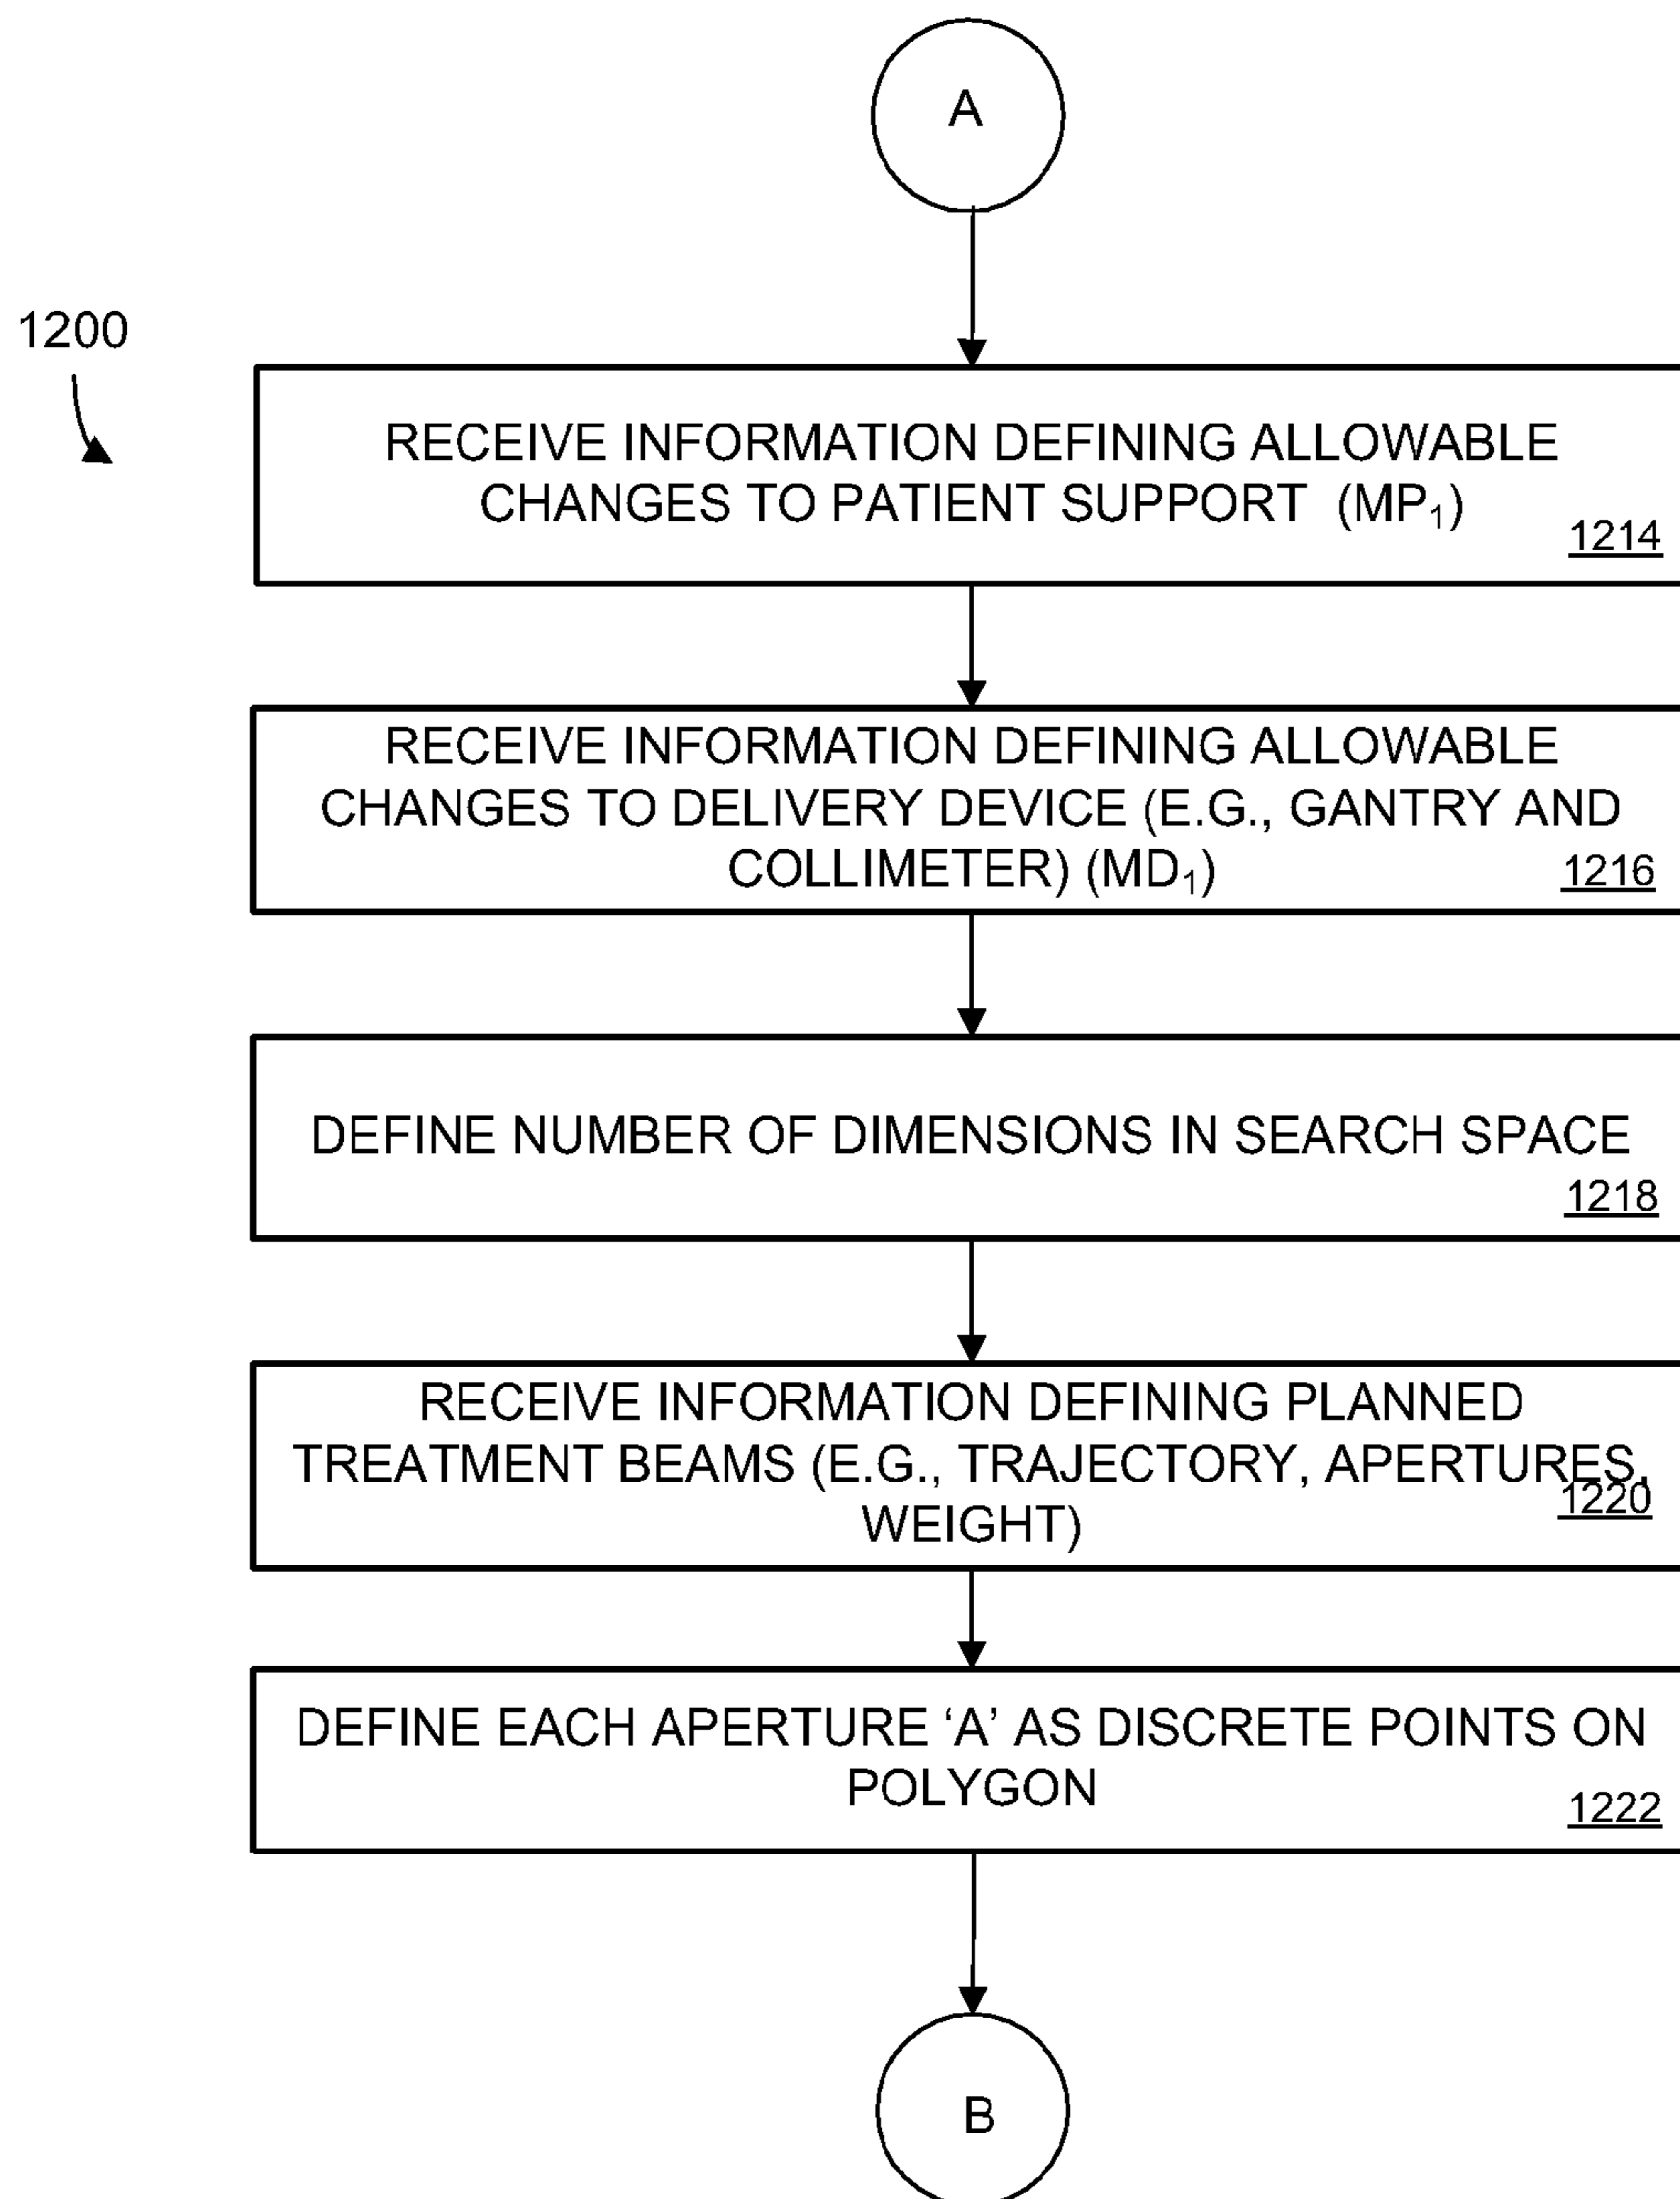 A
1200
RECEIVE INFORMATION DEFINING ALLOWABLE
CHANGES TO PATIENT SUPPORT (MP₁)
1214
RECEIVE INFORMATION DEFINING ALLOWABLE
CHANGES TO DELIVERY DEVICE (E.G., GANTRY AND
COLLIMETER) (MD₁)
1216
DEFINE NUMBER OF DIMENSIONS IN SEARCH SPACE
1218
RECEIVE INFORMATION DEFINING PLANNED
TREATMENT BEAMS (E.G., TRAJECTORY, APERTURES,
WEIGHT)
1220
DEFINE EACH APERTURE ‘A’ AS DISCRETE POINTS ON
POLYGON
1222
B